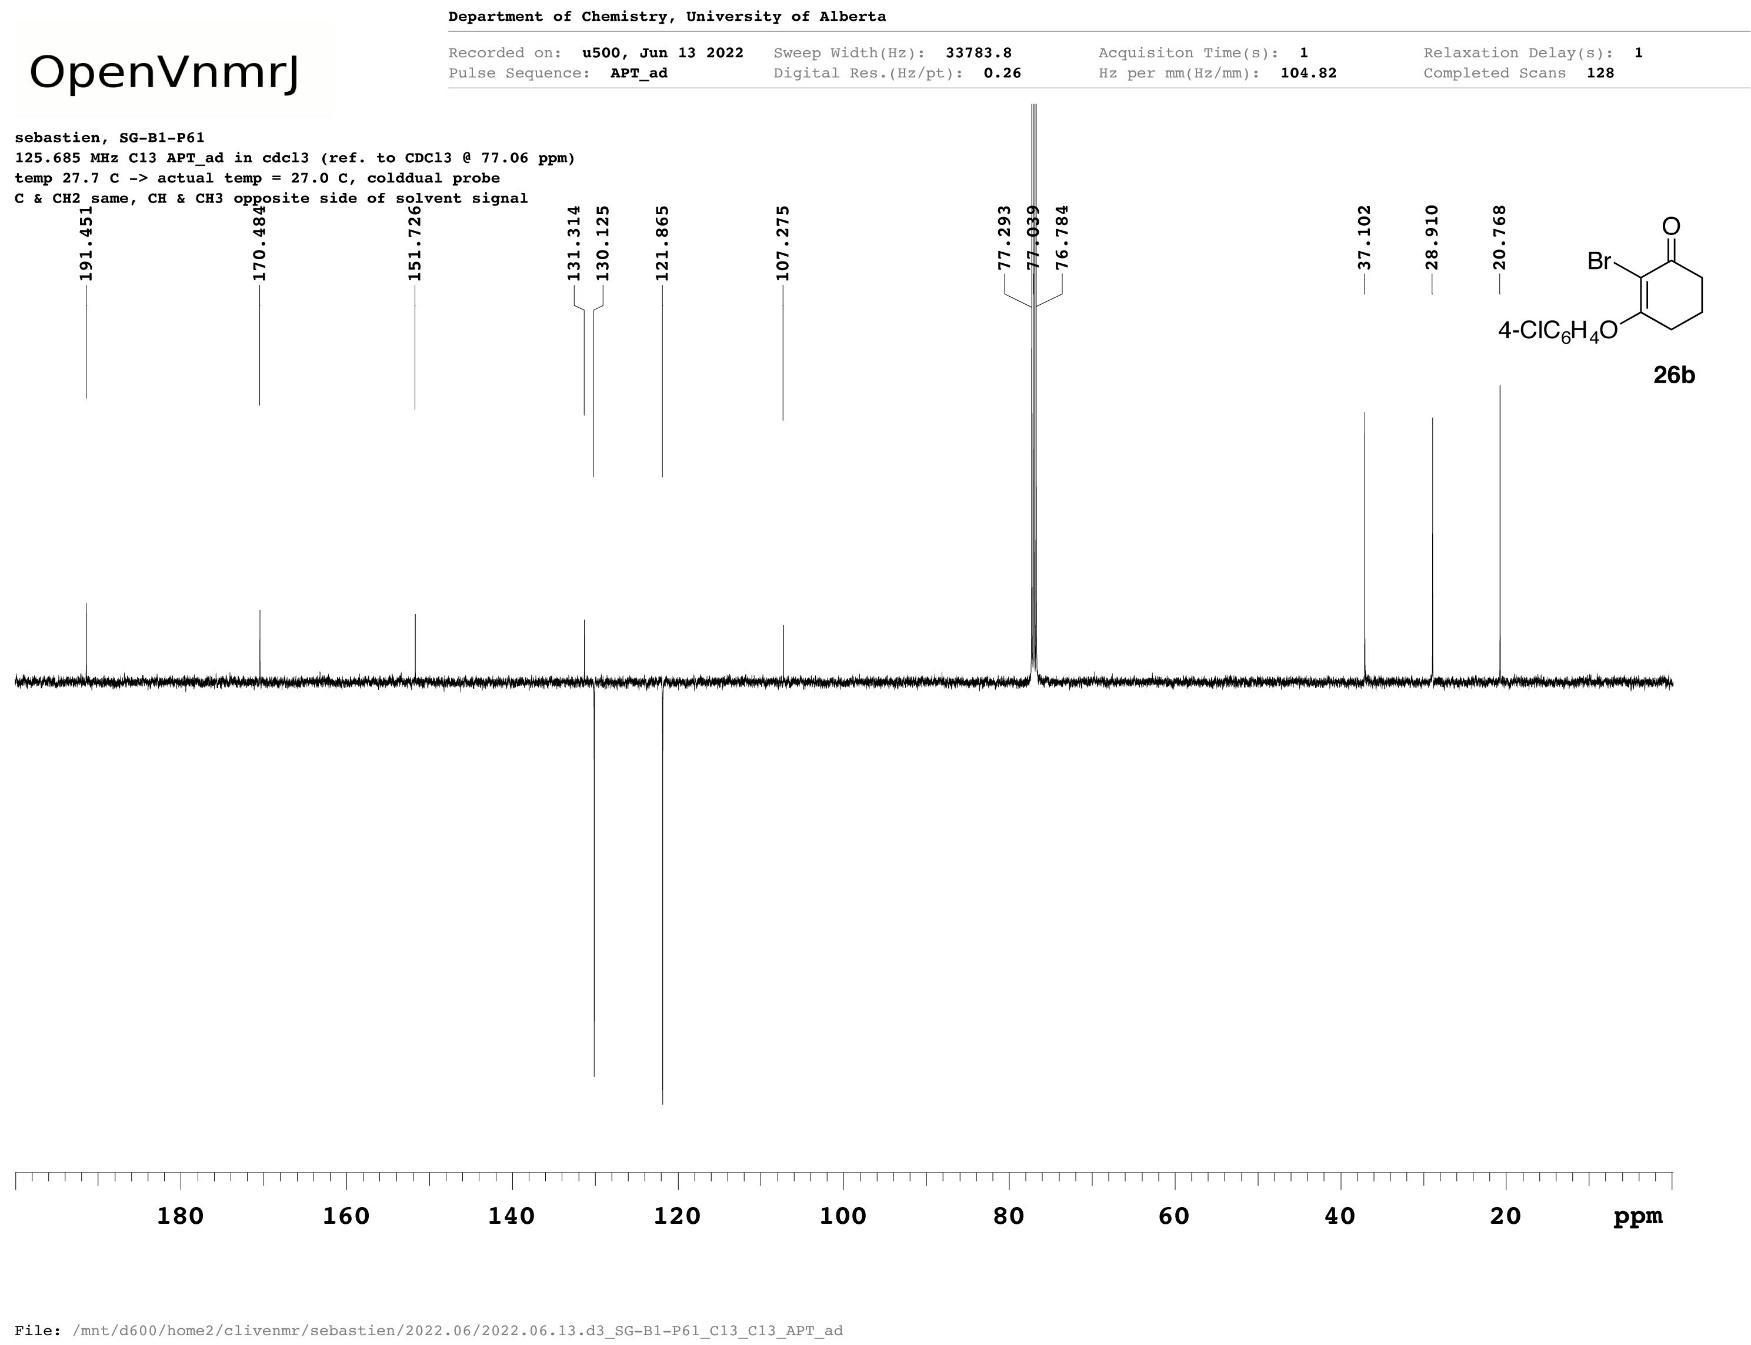 Department of Chemistry, University of Alberta
OpenVnmrJ
Recorded on: u500, Jun 13 2022 Sweep Width(Hz): 33783.8 Acquisiton Time(s): 1 Relaxation Delay(s): 1
Pulse Sequence: APT_ad Digital Res.(Hz/pt): 0.26 Hz per mm(Hz/mm): 104.82 Completed Scans 128
sebastien, SG-B1-P61
125.685 MHz C13 APT_ad in cdcl3 (ref. to CDCl3 @ 77.06 ppm)
temp 27.7 C -> actual temp = 27.0 C, colddual probe
C & CH2 same, CH & CH3 opposite side of solvent signal
191.451 170.484 151.726 131.314 130.125 121.865 107.275 77.293 77.039 76.784 37.102 28.910 20.768
O
Br
4-ClC6H4O
26b
180 160 140 120 100 80 60 40 20 ppm
File: /mnt/d600/home2/clivenmr/sebastien/2022.06/2022.06.13.d3_SG-B1-P61_C13_C13_APT_ad